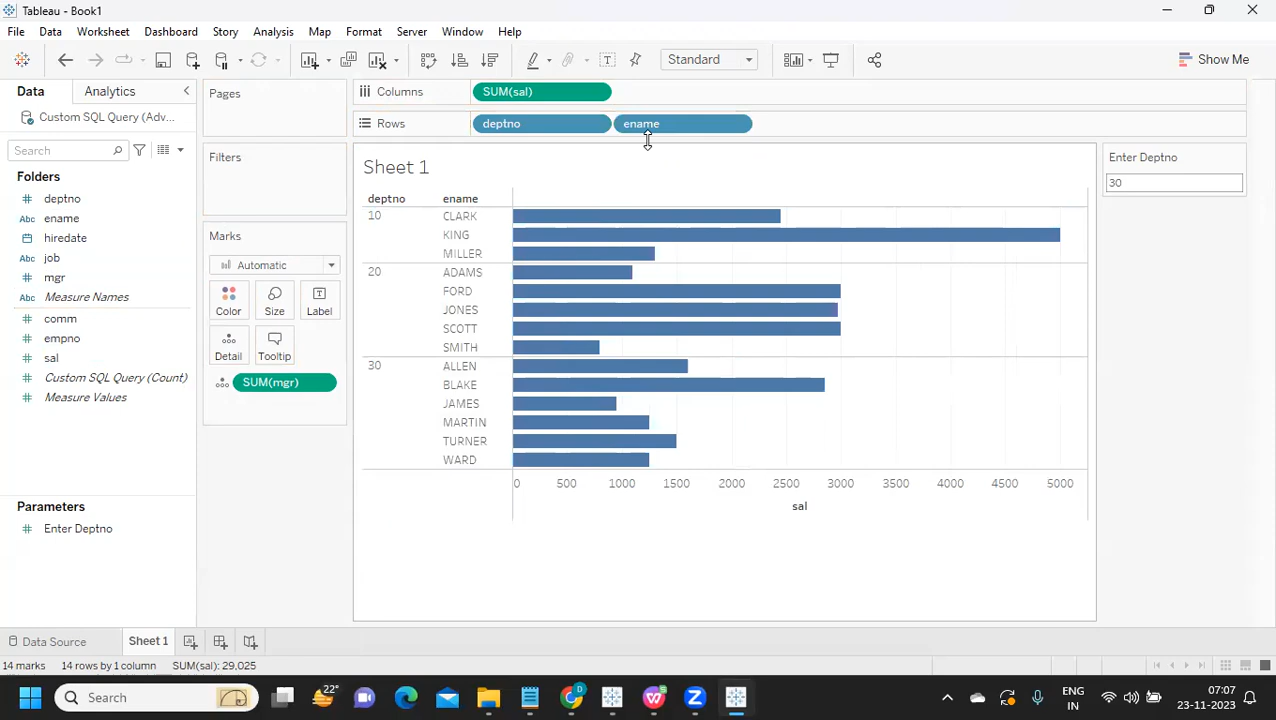 Tableau - Book1
File Data Worksheet Dashboard Story Analysis Map Format Server Window Help
Standard
Show Me
Data Analytics
Pages
Columns SUM(sal)
Custom SQL Query (Adv...
Rows deptno ename
Search
Filters
Sheet 1
Enter Deptno
30
Folders
deptno
ename
hiredate
job
mgr
Measure Names
comm
empno
sal
Custom SQL Query (Count)
Measure Values
Parameters
Enter Deptno
Marks
Automatic
Color Size Label
Detail Tooltip
SUM(mgr)
deptno ename
10 CLARK
KING
MILLER
20 ADAMS
FORD
JONES
SCOTT
SMITH
30 ALLEN
BLAKE
JAMES
MARTIN
TURNER
WARD
0 500 1000 1500 2000 2500 3000 3500 4000 4500 5000
sal
Data Source Sheet 1
14 marks 14 rows by 1 column SUM(sal): 29,025
Search
22°
ENG
IN
07:07
23-11-2023